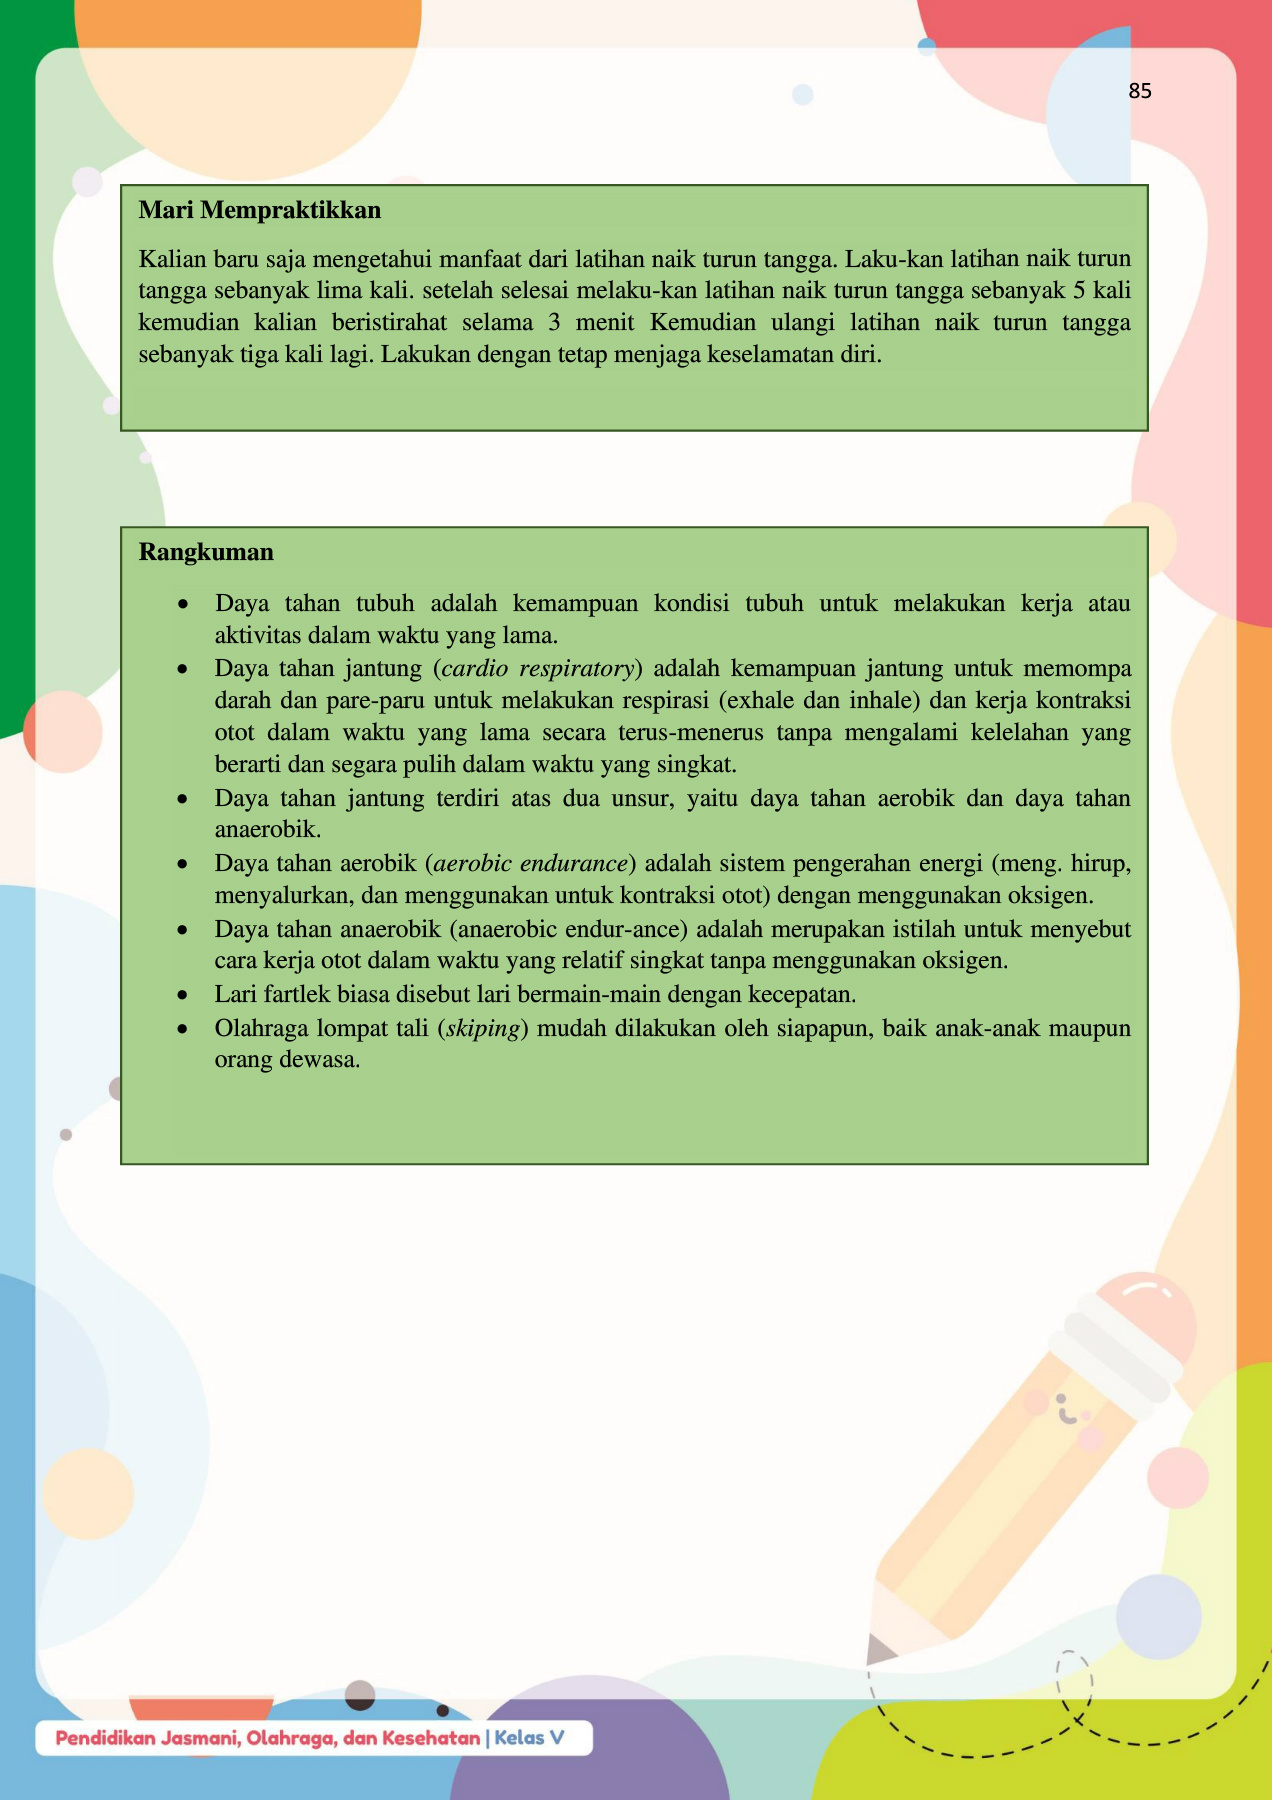 85
Mari Mempraktikkan
Kalian baru saja mengetahui manfaat dari latihan naik turun tangga. Laku-kan latihan naik turun
tangga sebanyak lima kali. setelah selesai melaku-kan latihan naik turun tangga sebanyak 5 kali
kemudian kalian beristirahat selama 3 menit Kemudian ulangi latihan naik turun tangga
sebanyak tiga kali lagi. Lakukan dengan tetap menjaga keselamatan diri.
Rangkuman
• Daya tahan tubuh adalah kemampuan kondisi tubuh untuk melakukan kerja atau
aktivitas dalam waktu yang lama.
• Daya tahan jantung (cardio respiratory) adalah kemampuan jantung untuk memompa
darah dan pare-paru untuk melakukan respirasi (exhale dan inhale) dan kerja kontraksi
otot dalam waktu yang lama secara terus-menerus tanpa mengalami kelelahan yang
berarti dan segara pulih dalam waktu yang singkat.
• Daya tahan jantung terdiri atas dua unsur, yaitu daya tahan aerobik dan daya tahan
anaerobik.
• Daya tahan aerobik (aerobic endurance) adalah sistem pengerahan energi (meng. hirup,
menyalurkan, dan menggunakan untuk kontraksi otot) dengan menggunakan oksigen.
• Daya tahan anaerobik (anaerobic endur-ance) adalah merupakan istilah untuk menyebut
cara kerja otot dalam waktu yang relatif singkat tanpa menggunakan oksigen.
• Lari fartlek biasa disebut lari bermain-main dengan kecepatan.
• Olahraga lompat tali (skiping) mudah dilakukan oleh siapapun, baik anak-anak maupun
orang dewasa.
Pendidikan Jasmani, Olahraga, dan Kesehatan | Kelas V